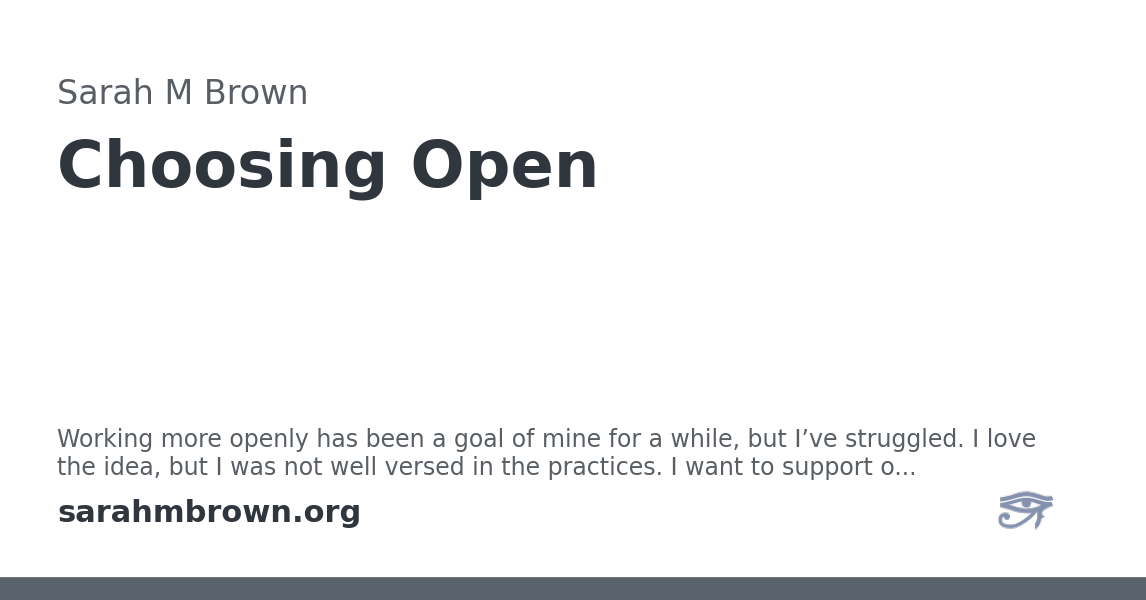 Sarah M Brown
Choosing Open
Working more openly has been a goal of mine for a while, but I’ve struggled. I love
the idea, but I was not well versed in the practices. I want to support o...
sarahmbrown.org